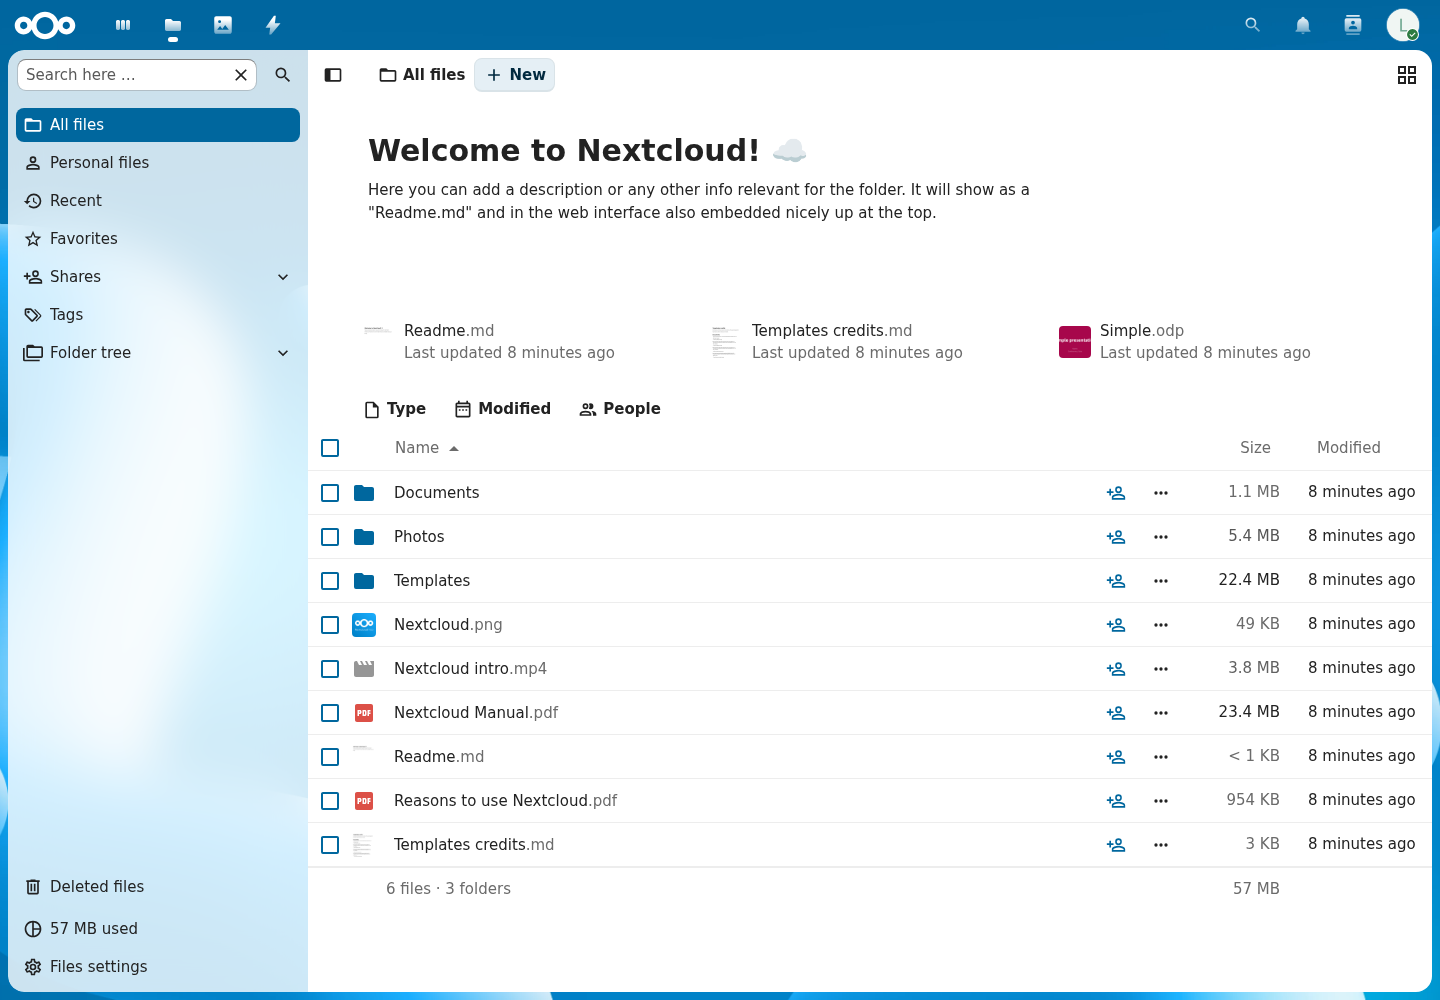 L
Search here …
All files
New
All files
Personal files
Recent
Favorites
Shares
Tags
Folder tree
Welcome to Nextcloud! ☁️
Here you can add a description or any other info relevant for the folder. It will show as a
"Readme.md" and in the web interface also embedded nicely up at the top.
Readme.md
Last updated 8 minutes ago
Templates credits.md
Last updated 8 minutes ago
Simple.odp
Last updated 8 minutes ago
Type Modified People
Name Size Modified
Documents 1.1 MB 8 minutes ago
Photos 5.4 MB 8 minutes ago
Templates 22.4 MB 8 minutes ago
Nextcloud.png 49 KB 8 minutes ago
Nextcloud intro.mp4 3.8 MB 8 minutes ago
PDF Nextcloud Manual.pdf 23.4 MB 8 minutes ago
Readme.md < 1 KB 8 minutes ago
PDF Reasons to use Nextcloud.pdf 954 KB 8 minutes ago
Templates credits.md 3 KB 8 minutes ago
6 files · 3 folders 57 MB
Deleted files
57 MB used
Files settings